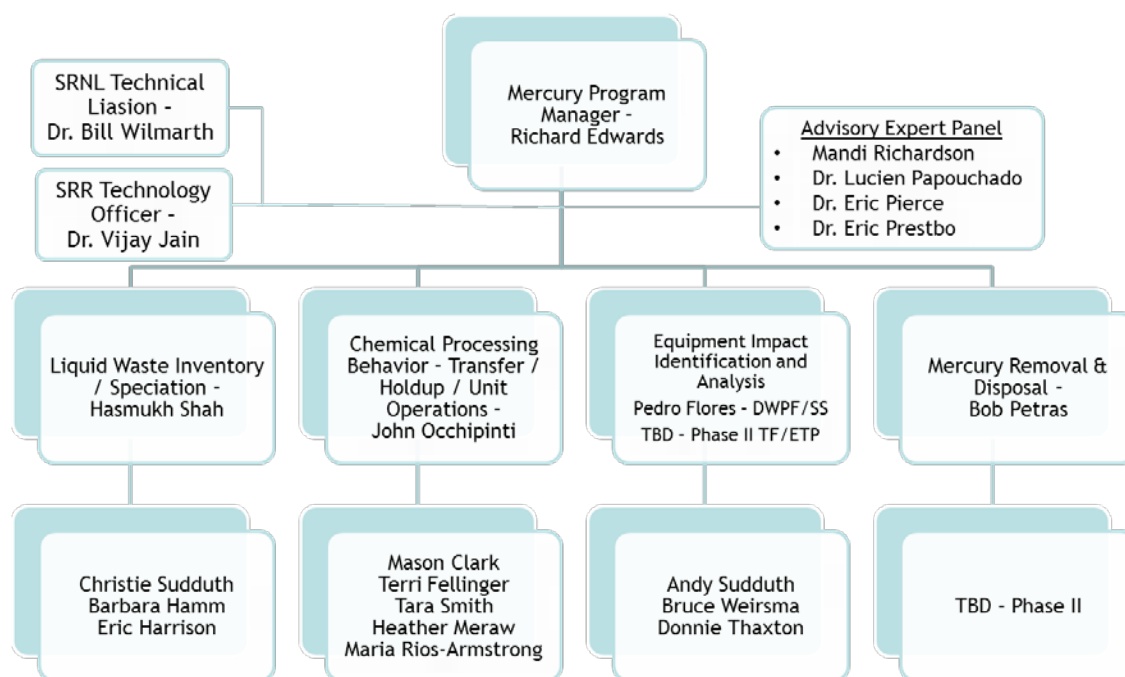 SRNL Technical
Liasion –
Dr. Bill Wilmarth
Mercury Program
Manager –
Richard Edwards
Advisory Expert Panel
• Mandi Richardson
• Dr. Lucien Papouchado
• Dr. Eric Pierce
• Dr. Eric Prestbo
SRR Technology
Officer –
Dr. Vijay Jain
Liquid Waste Inventory
/ Speciation –
Hasmukh Shah
Chemical Processing
Behavior – Transfer /
Holdup / Unit
Operations –
John Occhipinti
Equipment Impact
Identification and
Analysis
Pedro Flores – DWPF/SS
TBD – Phase II TF/ETP
Mercury Removal &
Disposal –
Bob Petras
Christie Sudduth
Barbara Hamm
Eric Harrison
Mason Clark
Terri Fellinger
Tara Smith
Heather Meraw
Maria Rios-Armstrong
Andy Sudduth
Bruce Weirsma
Donnie Thaxton
TBD – Phase II